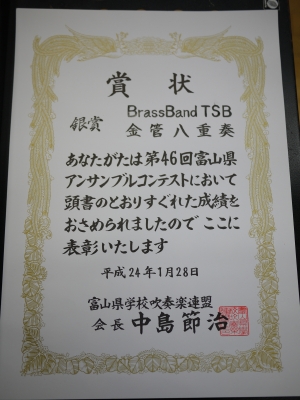 賞状
BrassBand TSB
銀賞
金管八重奏
あなたがたは第46回富山県
アンサンブルコンテストにおいて
頭書のとおりすぐれた成績を
おさめられましたので ここに
表彰いたします
平成24年1月28日
富山県学校吹奏楽連盟
会長 中島節治